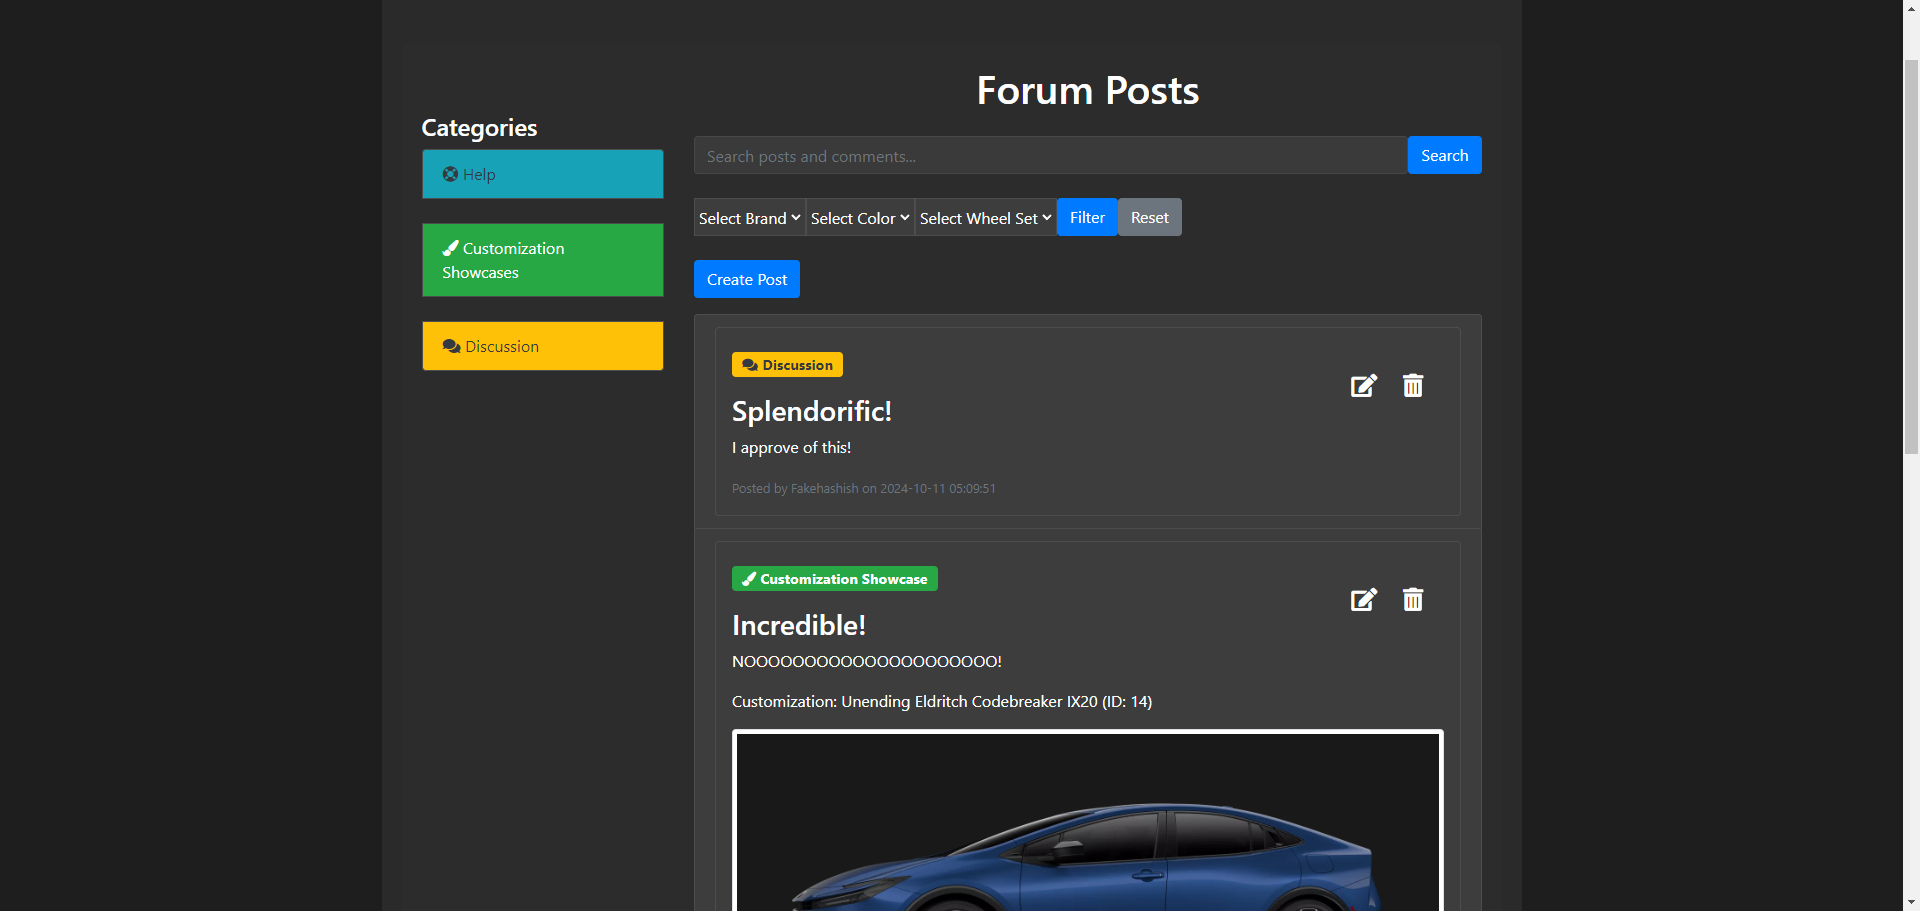 Forum Posts
Categories
Help
Customization
Showcases
Discussion
Search posts and comments...
Search
Select Brand
Select Color
Select Wheel Set
Filter
Reset
Create Post
Discussion
Splendorific!
I approve of this!
Posted by Fakehashish on 2024-10-11 05:09:51
Customization Showcase
Incredible!
NOOOOOOOOOOOOOOOOOOOOO!
Customization: Unending Eldritch Codebreaker IX20 (ID: 14)